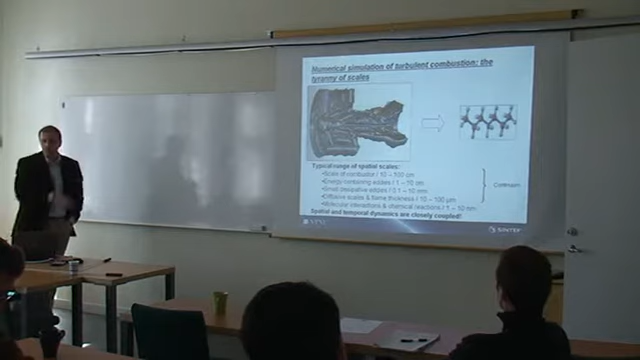 Numerical simulation of turbulent combustion: the
tyranny of scales
Typical range of spatial scales:
•Scale of combustor / 10 – 100 cm
•Energy-containing eddies / 1 – 10 cm
•Small dissipative eddies / 0.1 – 10 mm
•Diffusive scales & flame thickness / 10 – 100 μm
•Molecular interactions & chemical reactions / 1 – 10 nm
Continuum
Spatial and temporal dynamics are closely coupled!
SINTEF